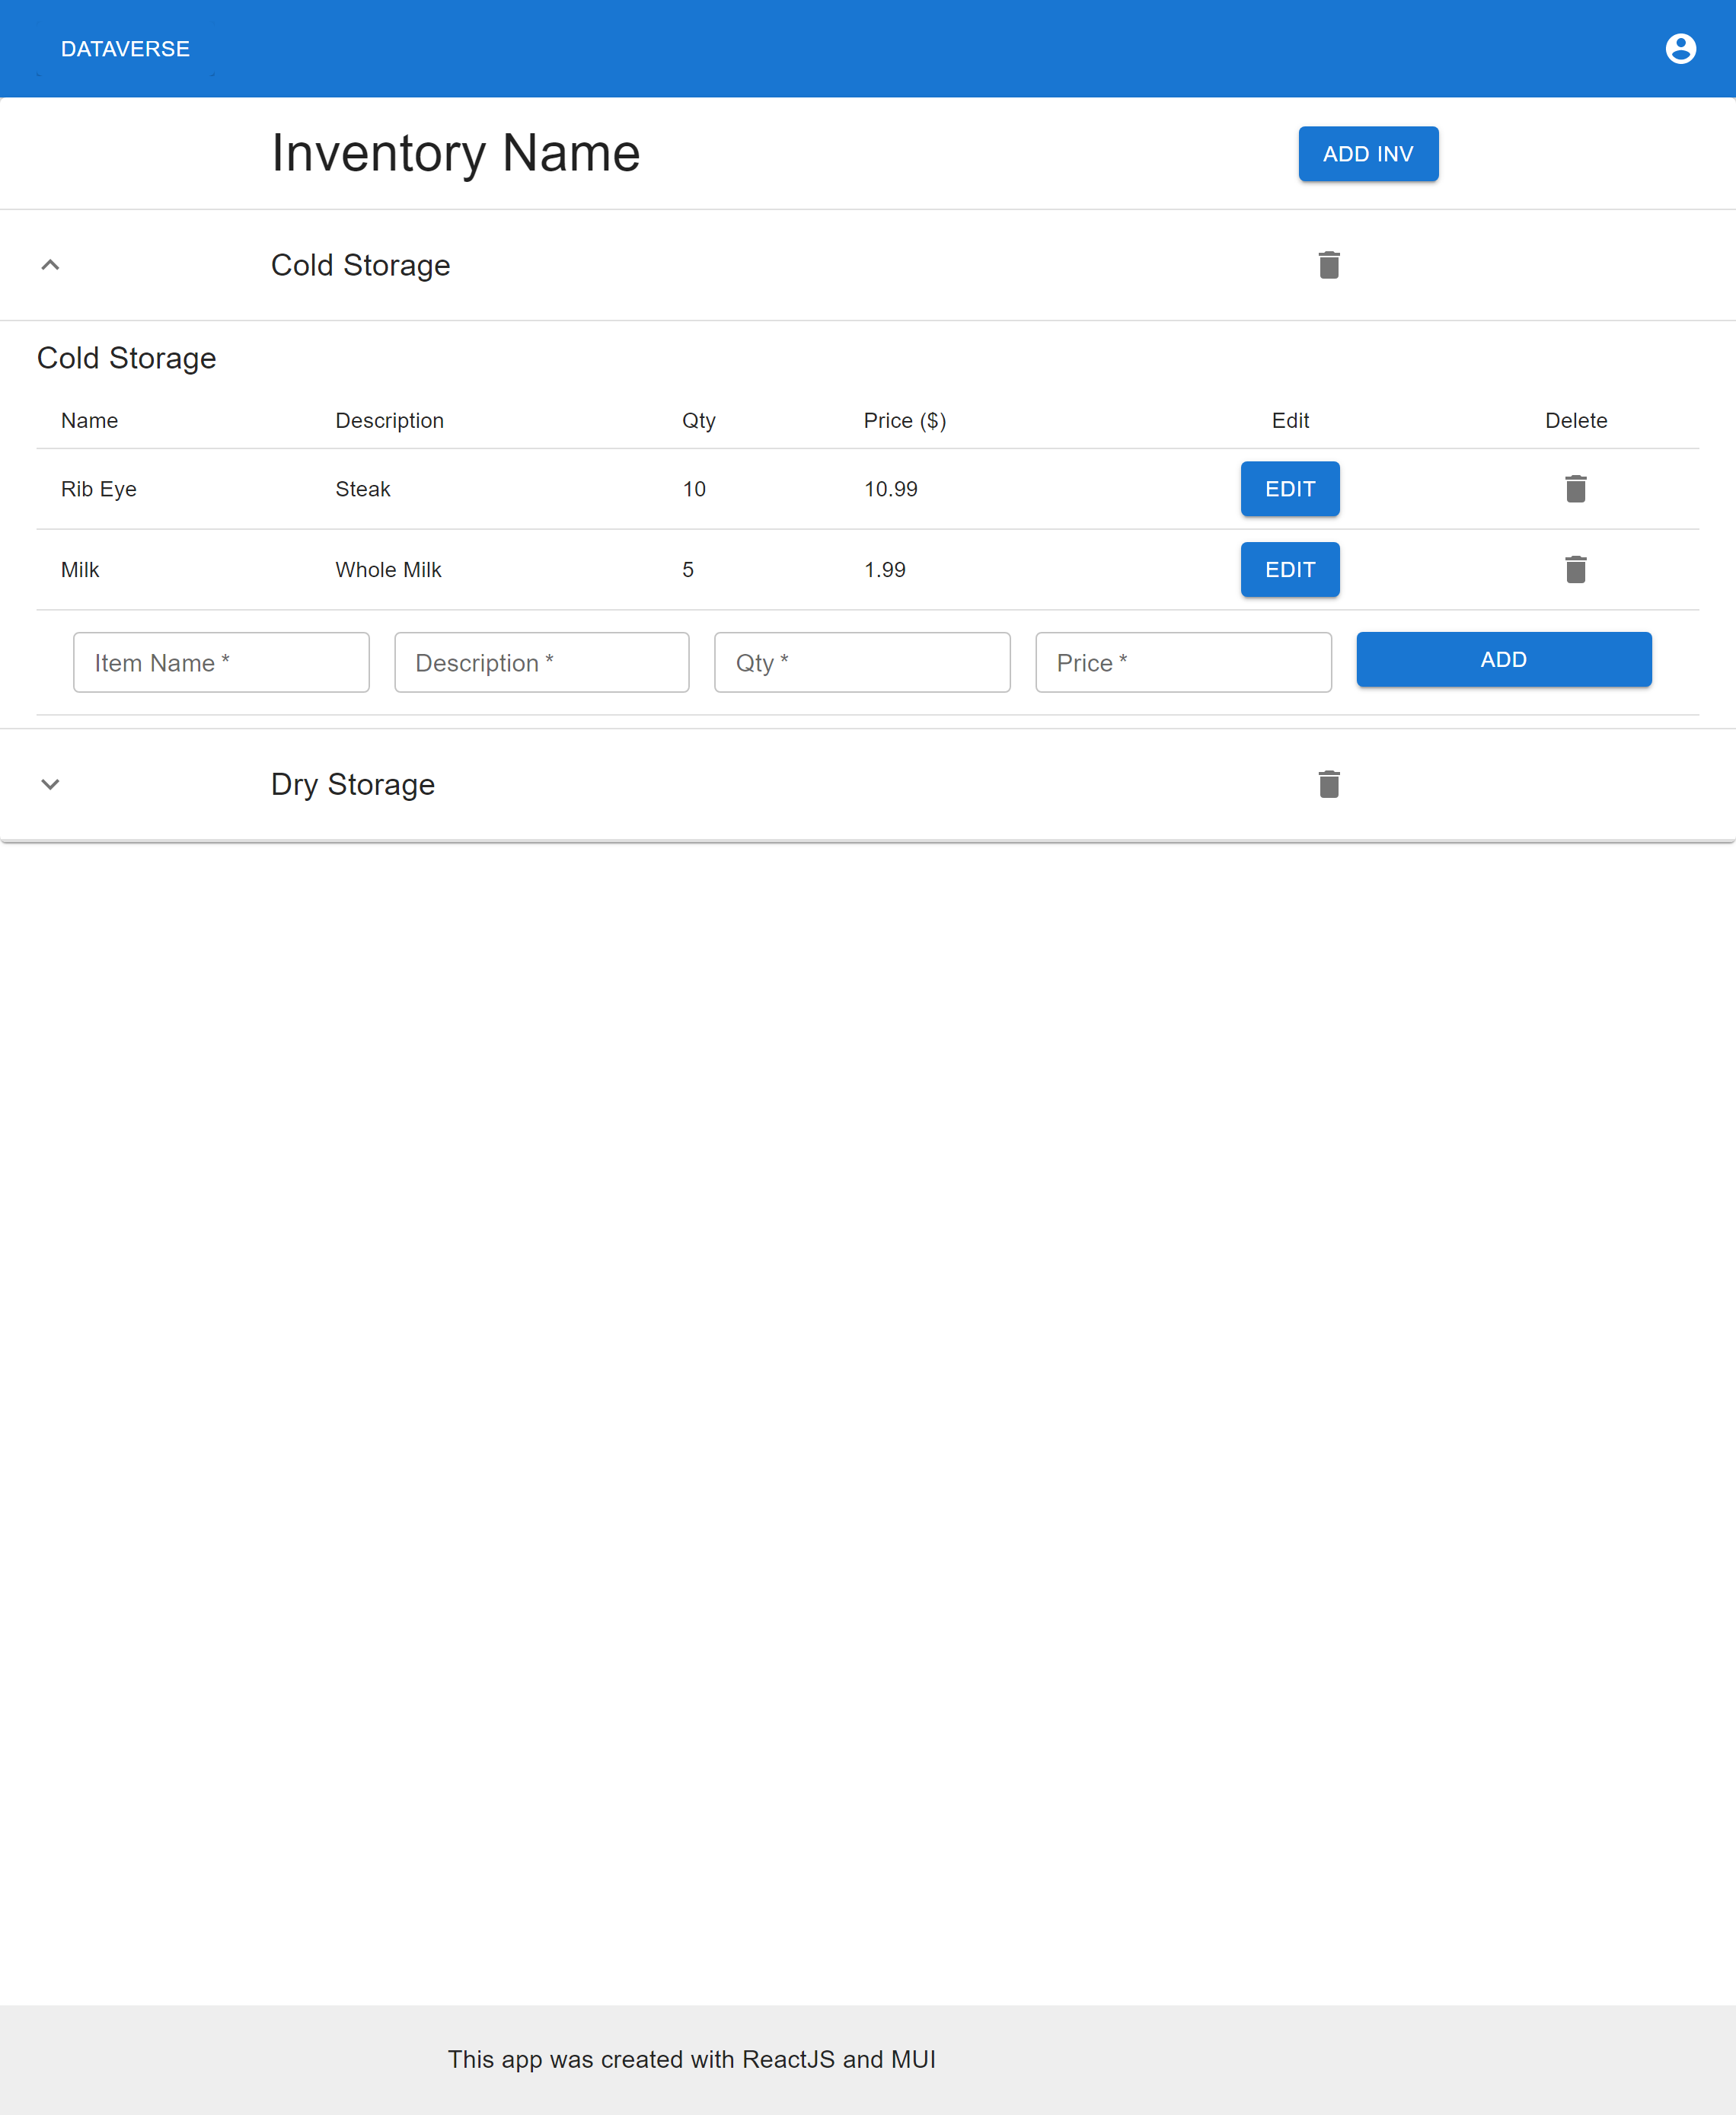 DATAVERSE
Inventory Name ADD INV
Cold Storage
Cold Storage
Name Description Qty Price ($) Edit Delete
Rib Eye Steak 10 10.99 EDIT
Milk Whole Milk 5 1.99 EDIT
Item Name * Description * Qty * Price * ADD
Dry Storage
This app was created with ReactJS and MUI